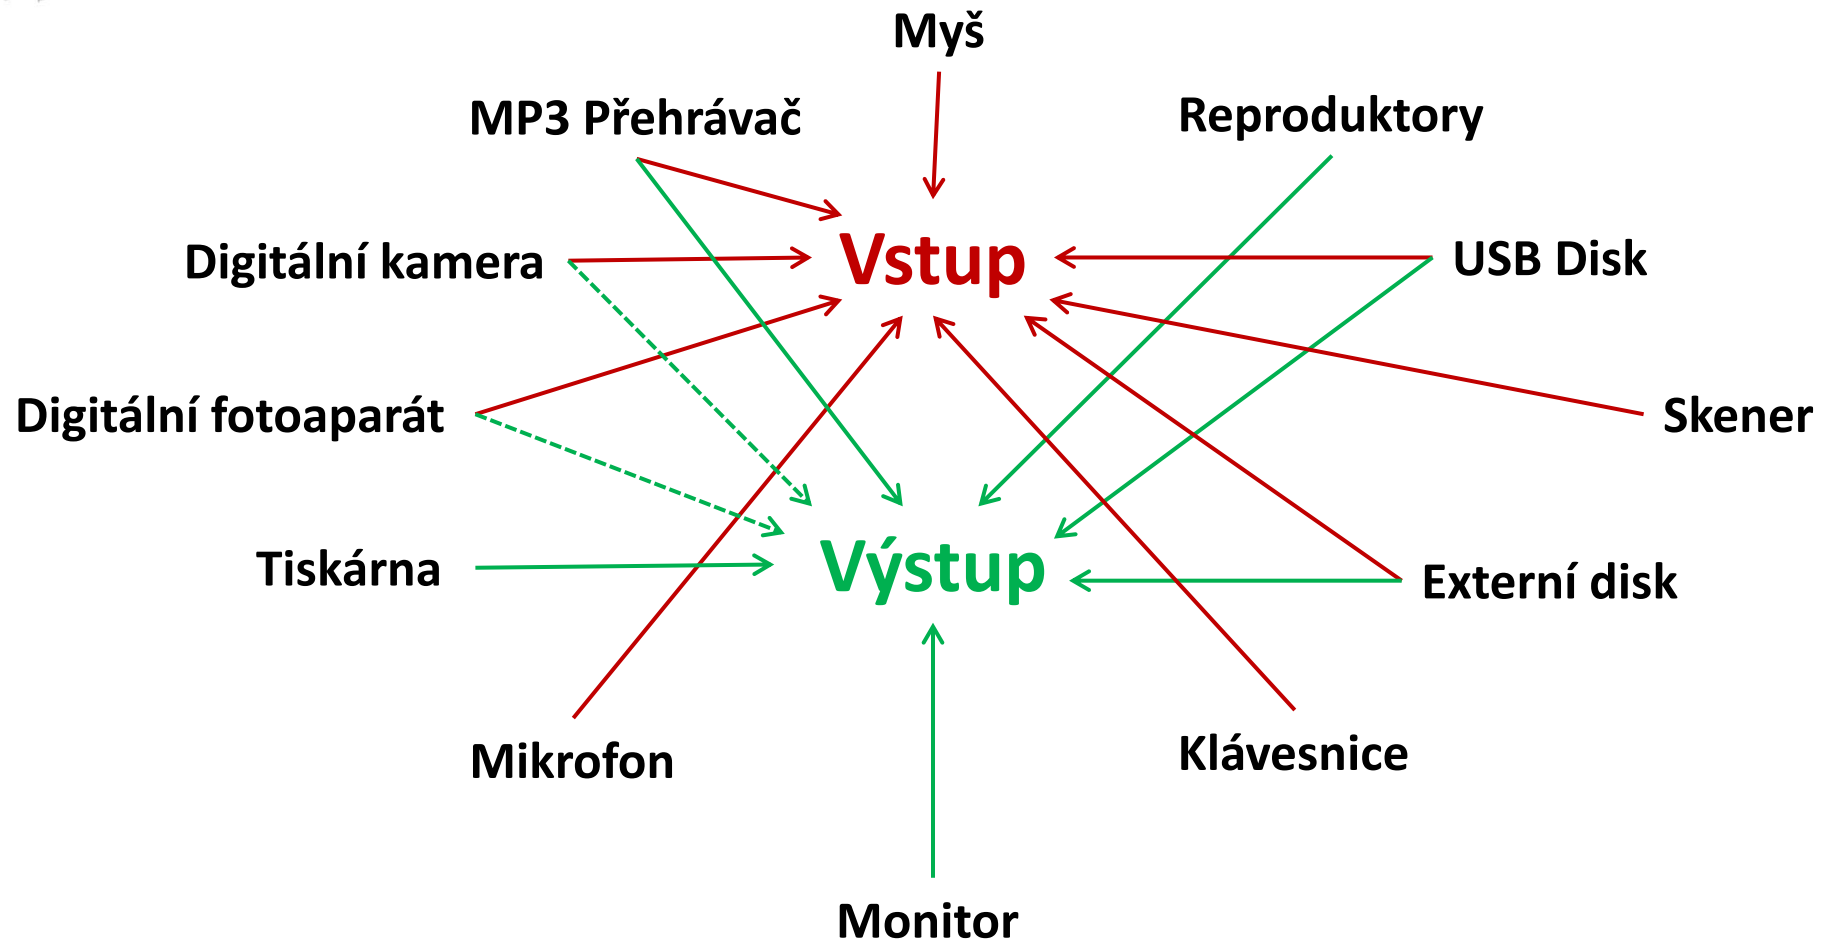 Myš
MP3 Přehrávač
Reproduktory
Digitální kamera
Vstup
USB Disk
Digitální fotoaparát
Skener
Tiskárna
Výstup
Externí disk
Mikrofon
Klávesnice
Monitor